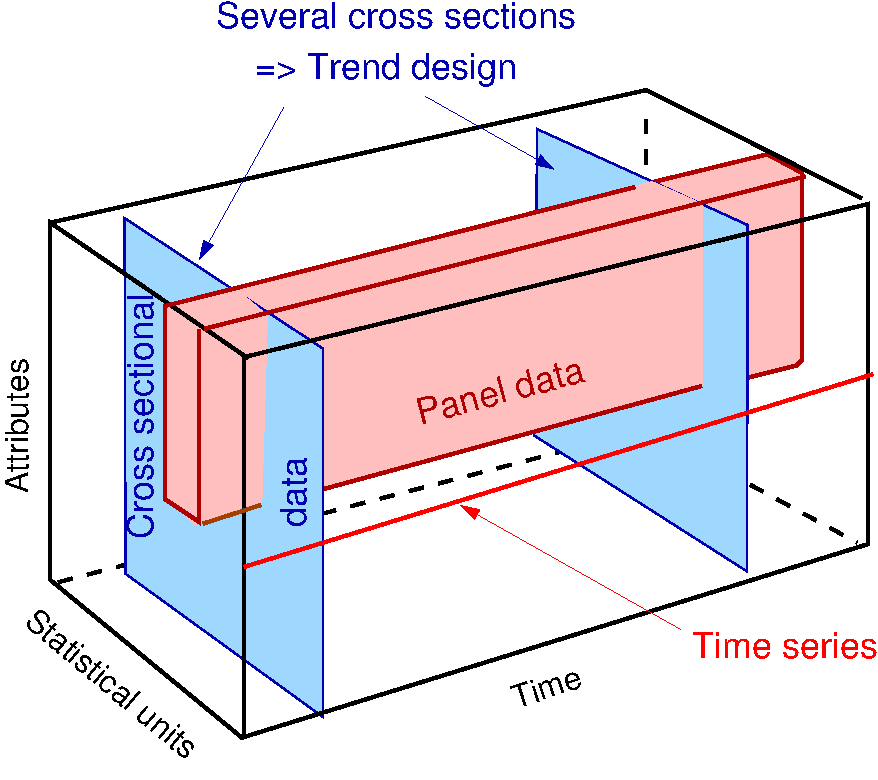 Several cross sections
=> Trend design
Cross sectional
data
Panel data
Attributes
Statistical units
Time
Time series